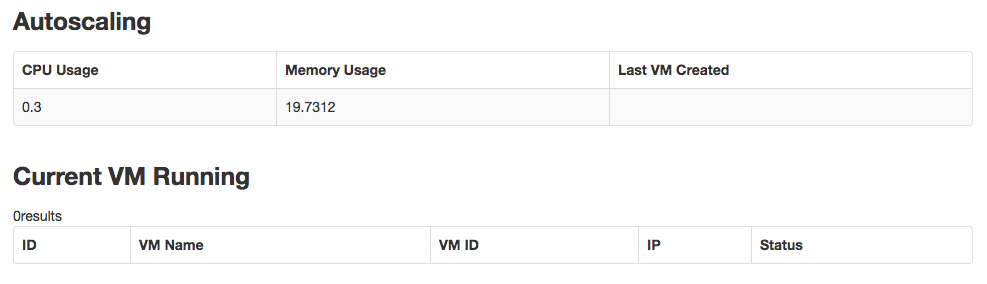 Autoscaling
CPU Usage Memory Usage Last VM Created
0.3 19.7312
Current VM Running
0results
ID VM Name VM ID IP Status